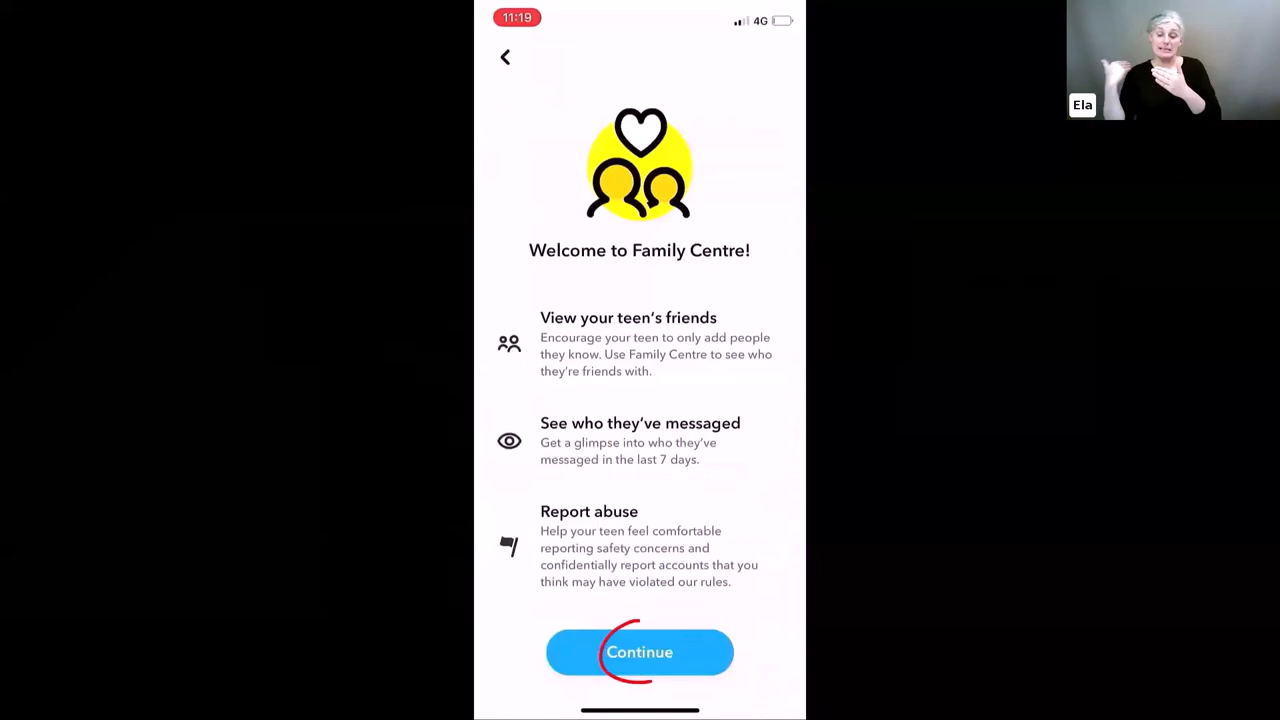 11:19
4G
Ela
Welcome to Family Centre!
View your teen's friends
Encourage your teen to only add people
they know. Use Family Centre to see who
they're friends with.
See who they've messaged
Get a glimpse into who they've
messaged in the last 7 days.
Report abuse
Help your teen feel comfortable
reporting safety concerns and
confidentially report accounts that you
think may have violated our rules.
Continue